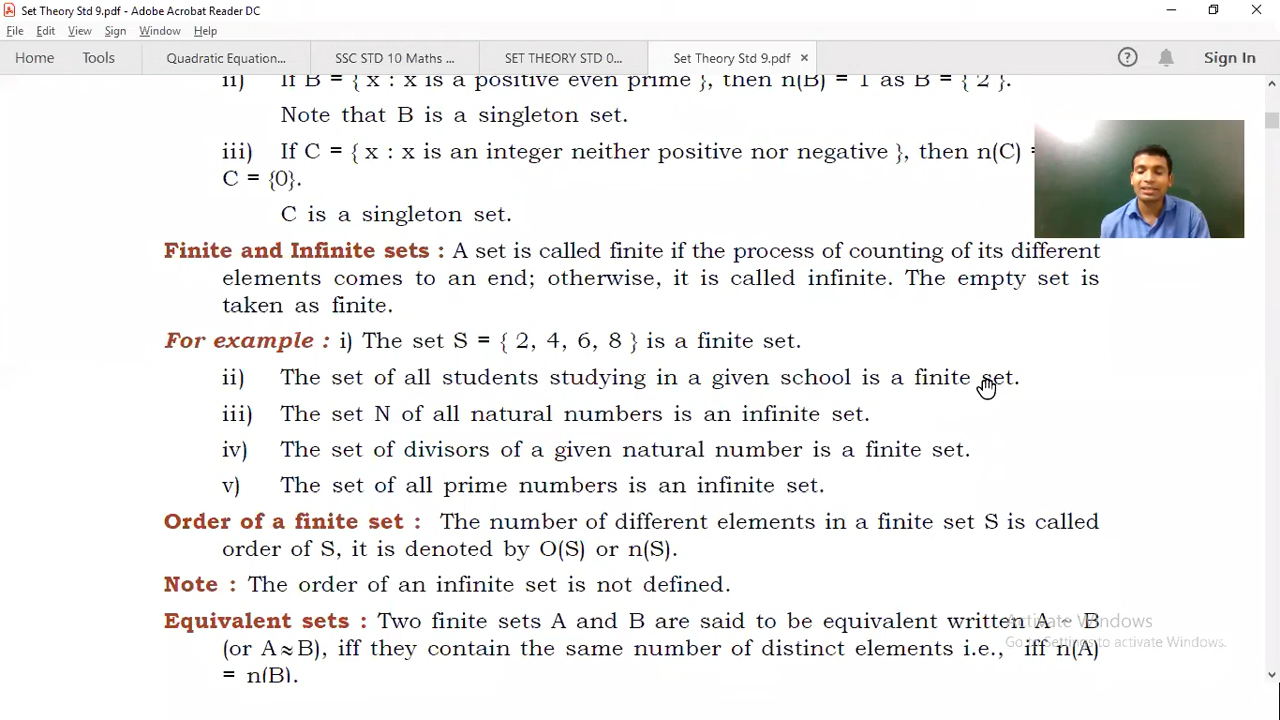 Set Theory Std 9.pdf - Adobe Acrobat Reader DC
File Edit View Sign Window Help
Home Tools Quadratic Equation... SSC STD 10 Maths ... SET THEORY STD 0... Set Theory Std 9.pdf × Sign In
ii) If B = { x : x is a positive even prime }, then n(B) = 1 as B = { 2 }.
Note that B is a singleton set.
iii) If C = { x : x is an integer neither positive nor negative }, then n(C) =
C = {0}.
C is a singleton set.
Finite and Infinite sets : A set is called finite if the process of counting of its different
elements comes to an end; otherwise, it is called infinite. The empty set is
taken as finite.
For example : i) The set S = { 2, 4, 6, 8 } is a finite set.
ii) The set of all students studying in a given school is a finite set.
iii) The set N of all natural numbers is an infinite set.
iv) The set of divisors of a given natural number is a finite set.
v) The set of all prime numbers is an infinite set.
Order of a finite set : The number of different elements in a finite set S is called
order of S, it is denoted by O(S) or n(S).
Note : The order of an infinite set is not defined.
Equivalent sets : Two finite sets A and B are said to be equivalent written A ~ B
(or A≈B), iff they contain the same number of distinct elements i.e., iff n(A)
= n(B).
Activate Windows
Go to Settings to activate Windows.